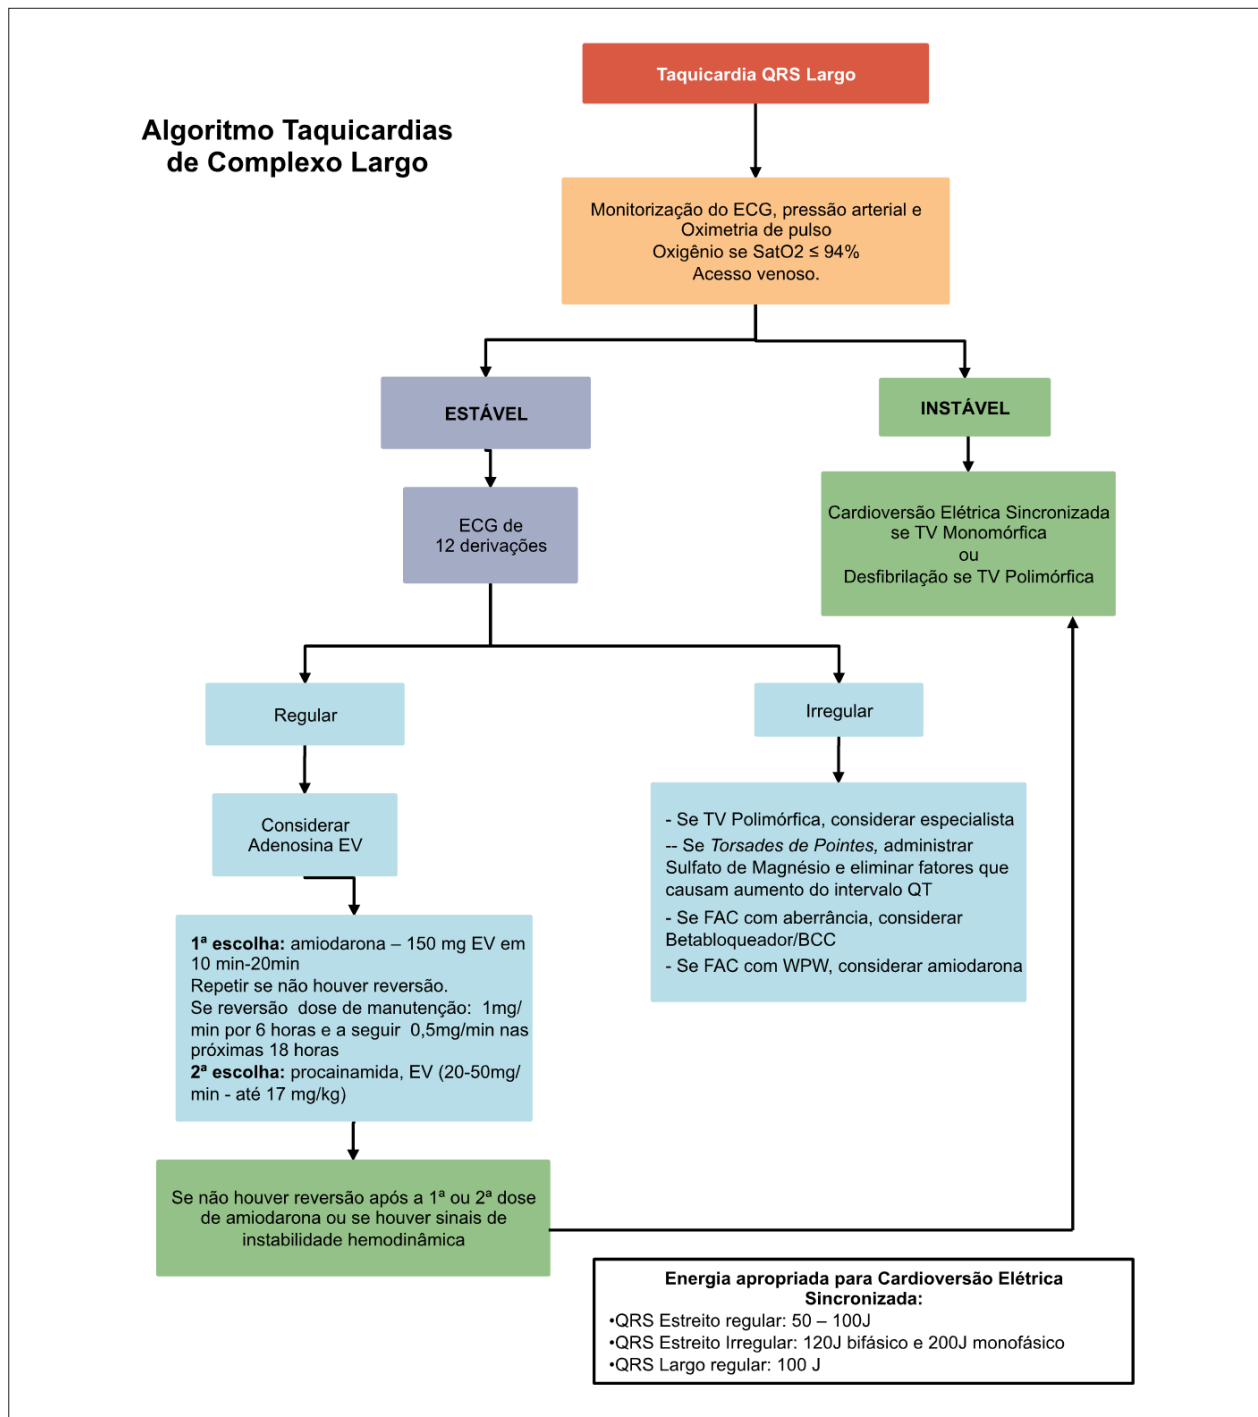 Taquicardia QRS Largo
Algoritmo Taquicardias
de Complexo Largo
Monitorização do ECG, pressão arterial e
Oximetria de pulso
Oxigênio se SatO2 ≤ 94%
Acesso venoso.
ESTÁVEL
INSTÁVEL
ECG de
12 derivações
Cardioversão Elétrica Sincronizada
se TV Monomórfica
ou
Desfibrilação se TV Polimórfica
Regular
Irregular
Considerar
Adenosina EV
- Se TV Polimórfica, considerar especialista
-- Se Torsades de Pointes, administrar
Sulfato de Magnésio e eliminar fatores que
causam aumento do intervalo QT
- Se FAC com aberrância, considerar
Betabloqueador/BCC
- Se FAC com WPW, considerar amiodarona
1ª escolha: amiodarona – 150 mg EV em
10 min-20min
Repetir se não houver reversão.
Se reversão dose de manutenção: 1mg/
min por 6 horas e a seguir 0,5mg/min nas
próximas 18 horas
2ª escolha: procainamida, EV (20-50mg/
min - até 17 mg/kg)
Se não houver reversão após a 1ª ou 2ª dose
de amiodarona ou se houver sinais de
instabilidade hemodinâmica
Energia apropriada para Cardioversão Elétrica
Sincronizada:
•QRS Estreito regular: 50 – 100J
•QRS Estreito Irregular: 120J bifásico e 200J monofásico
•QRS Largo regular: 100 J